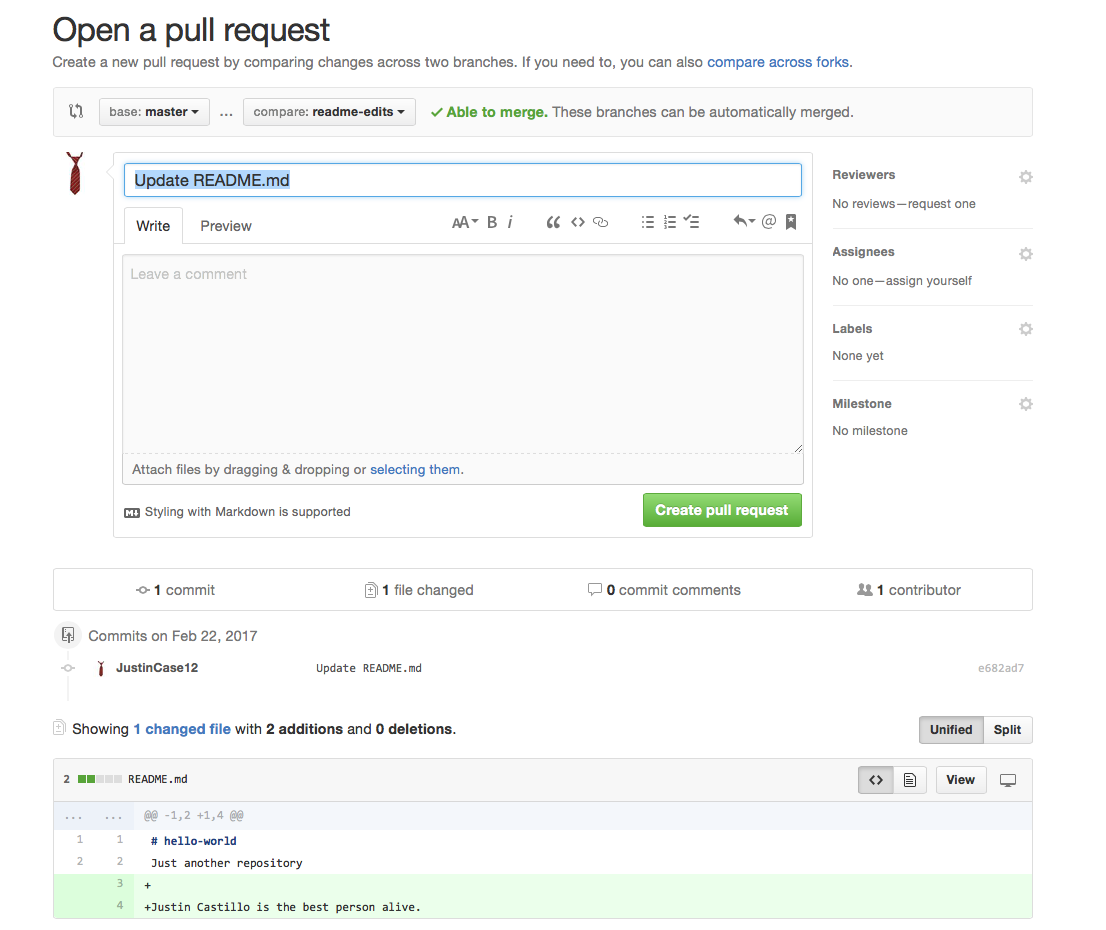 Open a pull request
Create a new pull request by comparing changes across two branches. If you need to, you can also compare across forks.
base: master ... compare: readme-edits ✓ Able to merge. These branches can be automatically merged.
Update README.md
Write Preview AA B i “ <> @
Leave a comment
Attach files by dragging & dropping or selecting them.
Styling with Markdown is supported
Create pull request
Reviewers
No reviews—request one
Assignees
No one—assign yourself
Labels
None yet
Milestone
No milestone
1 commit 1 file changed 0 commit comments 1 contributor
Commits on Feb 22, 2017
JustinCase12 Update README.md e682ad7
Showing 1 changed file with 2 additions and 0 deletions. Unified Split
2 README.md <> View
... ... @@ -1,2 +1,4 @@
1 1 # hello-world
2 2 Just another repository
3 +
4 +Justin Castillo is the best person alive.